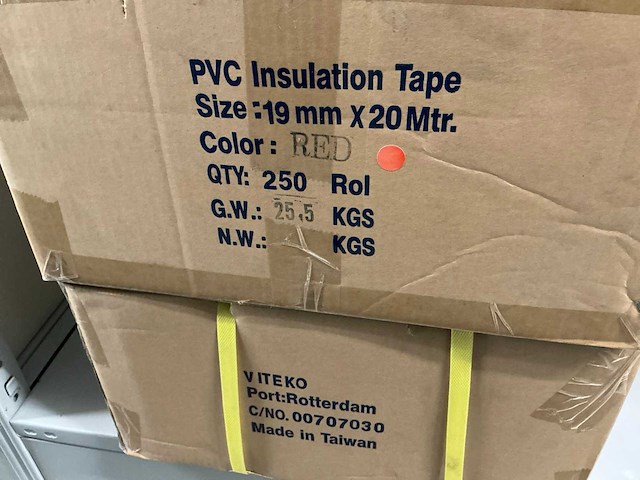 PVC Insulation Tape
Size:19 mm X 20 Mtr.
Color: RED
QTY: 250 Rol
G.W.: 25.5 KGS
N.W.: KGS
VITEKO
Port:Rotterdam
C/NO. 00707030
Made in Taiwan